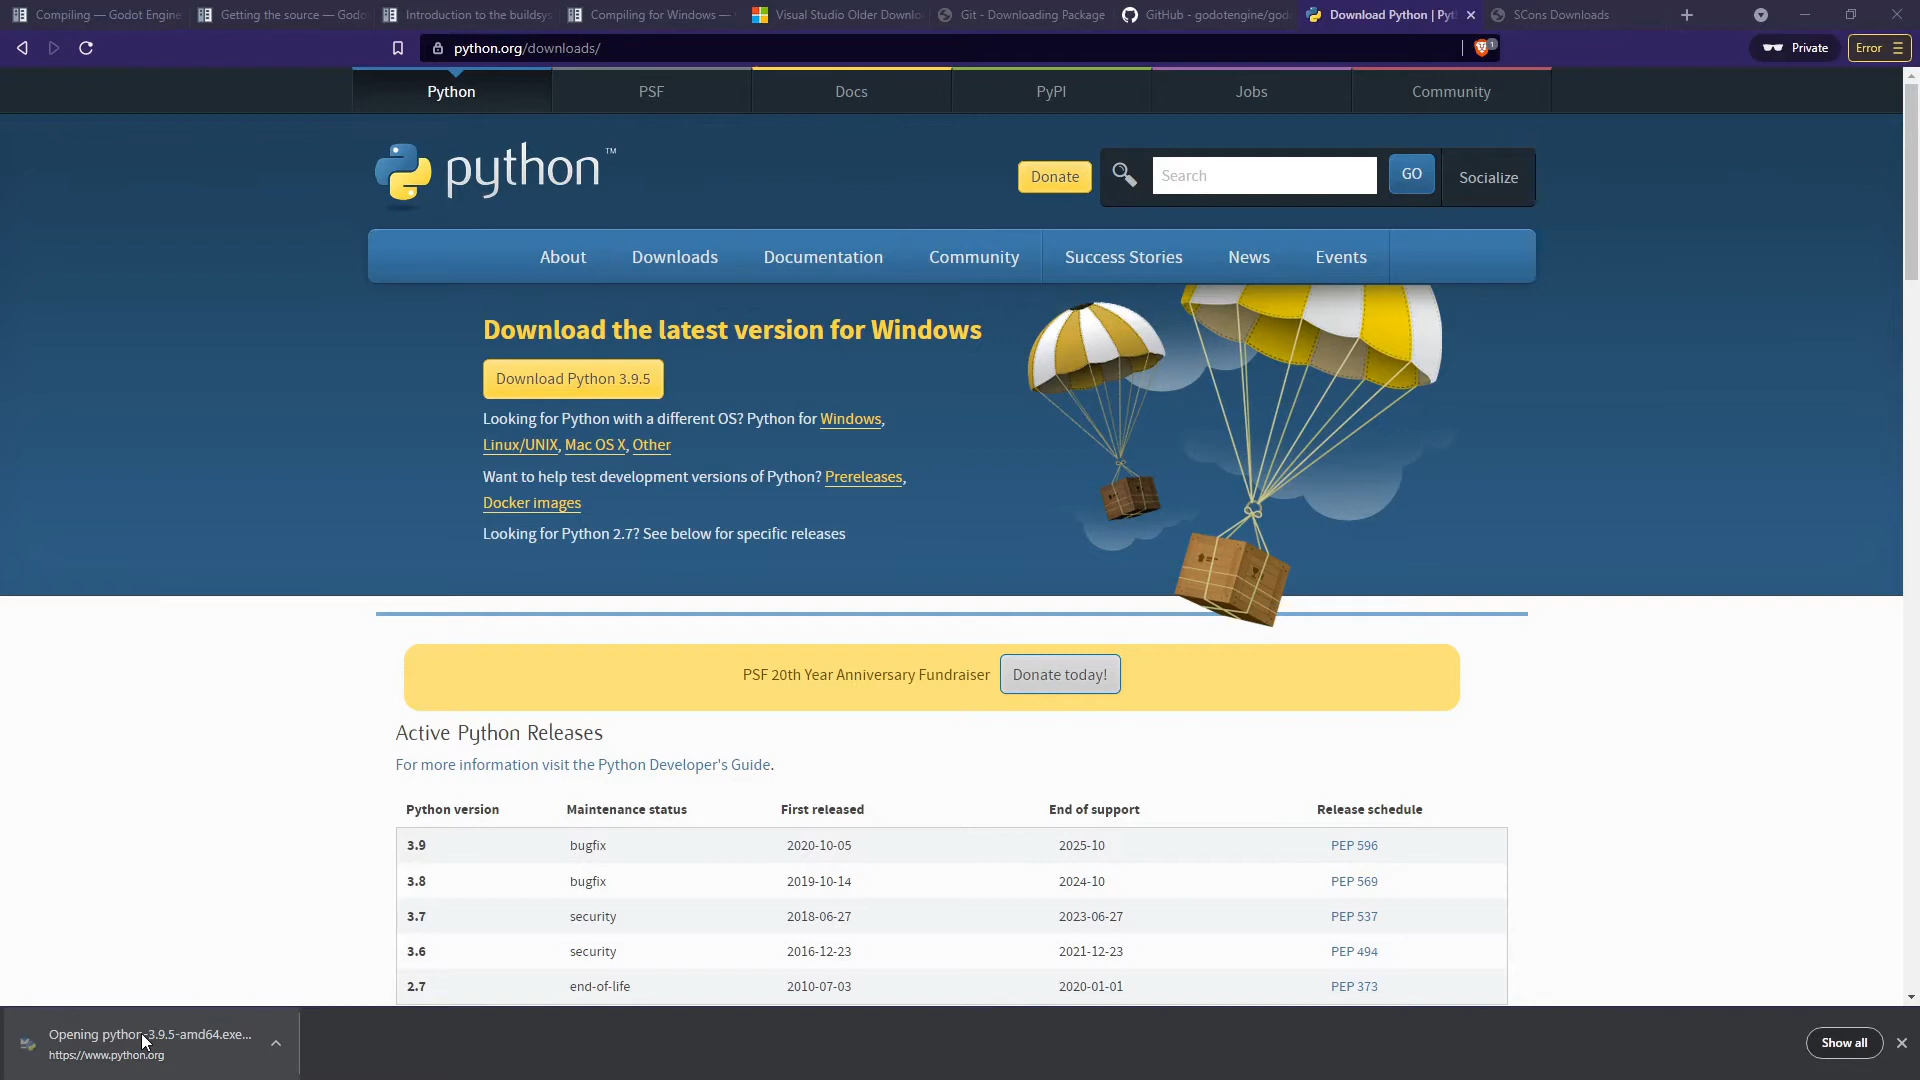 Compiling — Godot Engine
Getting the source — Godo
Introduction to the buildsys
Compiling for Windows —
Visual Studio Older Downlo
Git - Downloading Package
GitHub - godotengine/god
Download Python | Pyt
SCons Downloads
python.org/downloads/
1
Private
Error
Python
PSF
Docs
PyPI
Jobs
Community
python™
Donate
Search
GO
Socialize
About
Downloads
Documentation
Community
Success Stories
News
Events
Download the latest version for Windows
Download Python 3.9.5
Looking for Python with a different OS? Python for Windows,
Linux/UNIX, Mac OS X, Other
Want to help test development versions of Python? Prereleases,
Docker images
Looking for Python 2.7? See below for specific releases
PSF 20th Year Anniversary Fundraiser
Donate today!
Active Python Releases
For more information visit the Python Developer's Guide.
Python version Maintenance status First released End of support Release schedule
3.9 bugfix 2020-10-05 2025-10 PEP 596
3.8 bugfix 2019-10-14 2024-10 PEP 569
3.7 security 2018-06-27 2023-06-27 PEP 537
3.6 security 2016-12-23 2021-12-23 PEP 494
2.7 end-of-life 2010-07-03 2020-01-01 PEP 373
Opening python-3.9.5-amd64.exe...
https://www.python.org
Show all